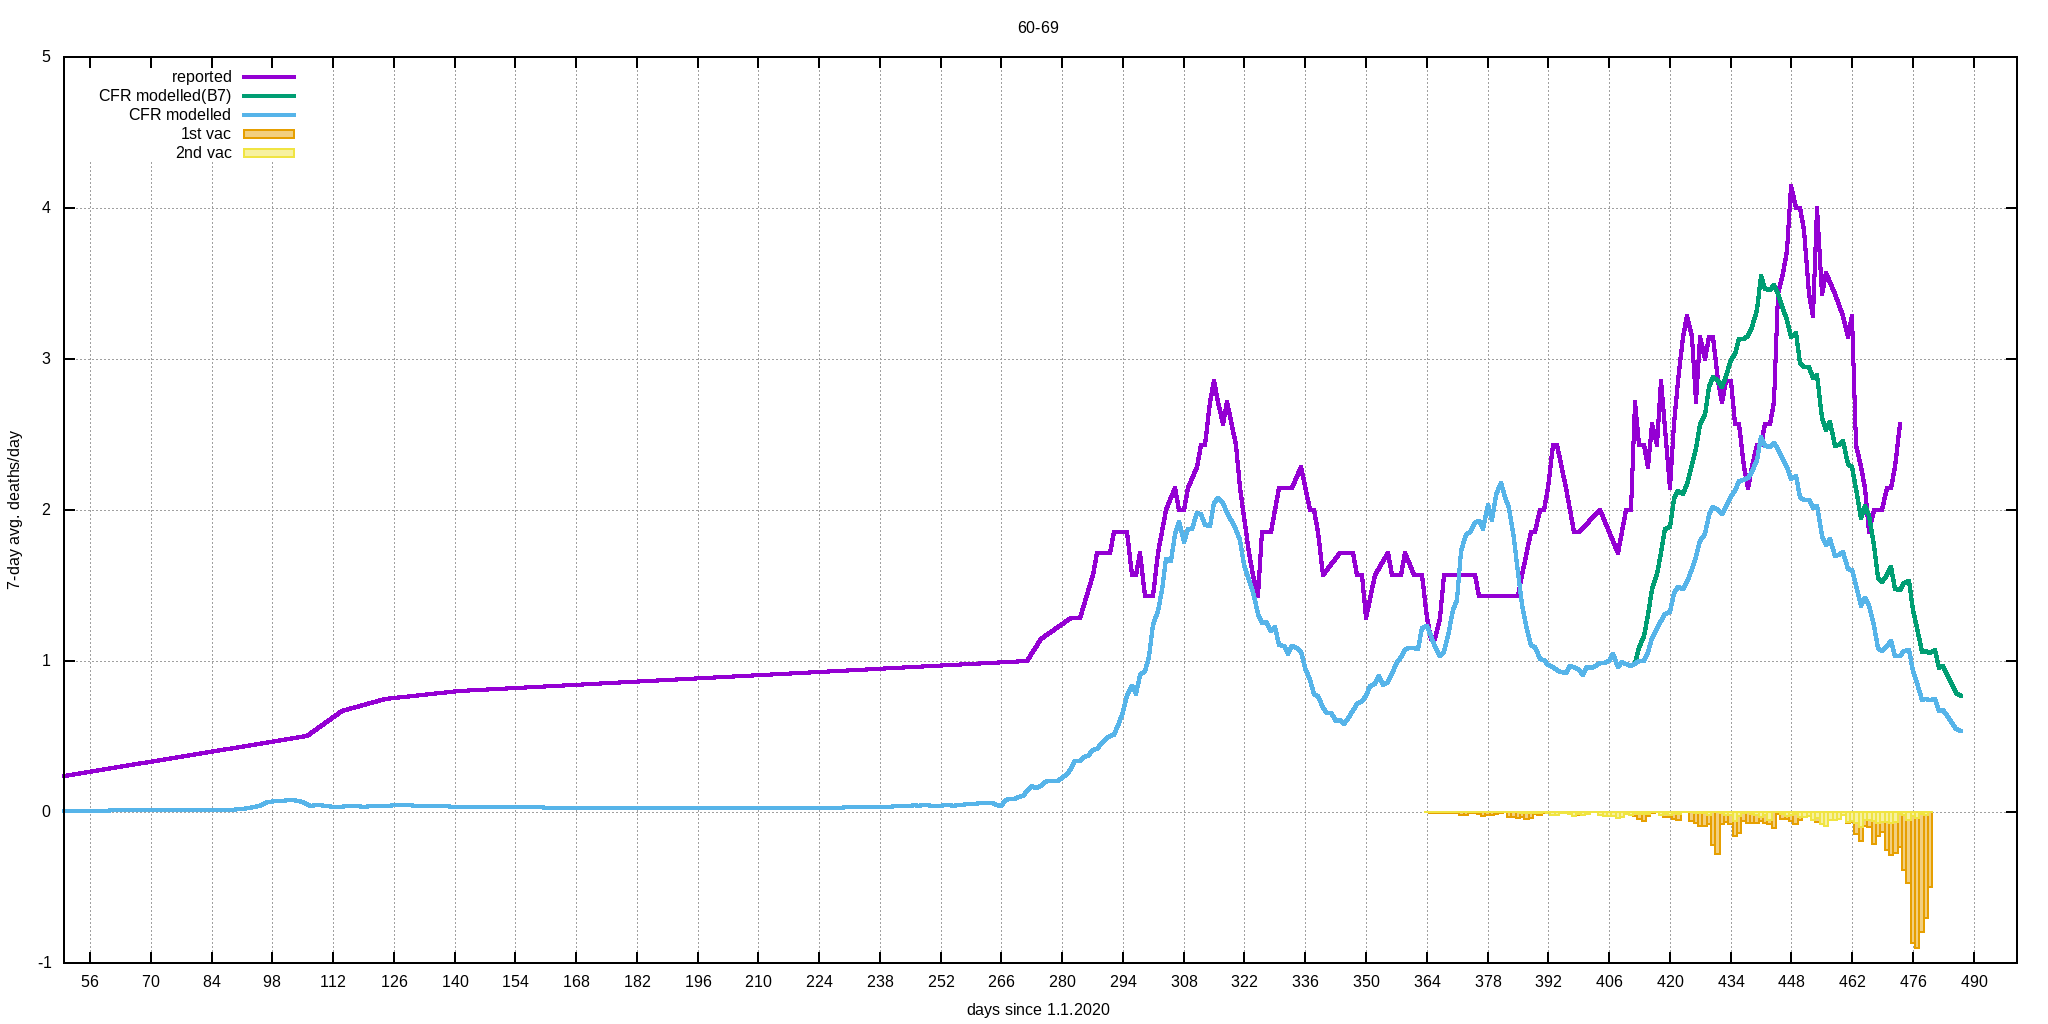 60-69
5
4
3
2
1
0
-1
7-day avg. deaths/day
reported
CFR modelled(B7)
CFR modelled
1st vac
2nd vac
56 70 84 98 112 126 140 154 168 182 196 210 224 238 252 266 280 294 308 322 336 350 364 378 392 406 420 434 448 462 476 490
days since 1.1.2020